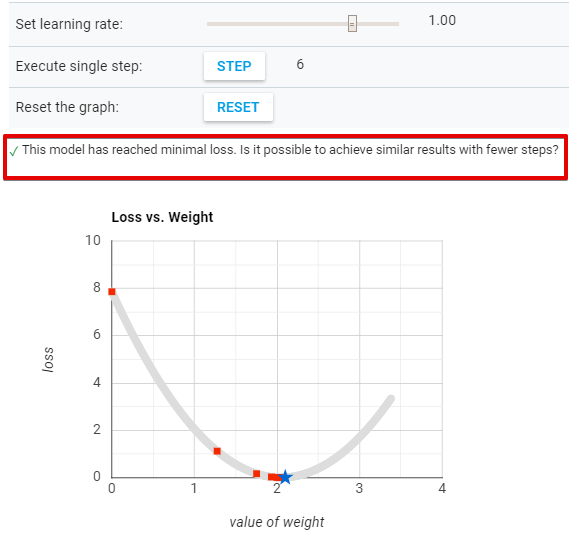 Set learning rate: 1.00
Execute single step: STEP 6
Reset the graph: RESET
✓ This model has reached minimal loss. Is it possible to achieve similar results with fewer steps?
Loss vs. Weight
10
8
6
4
2
0
loss
0 1 2 3 4
value of weight